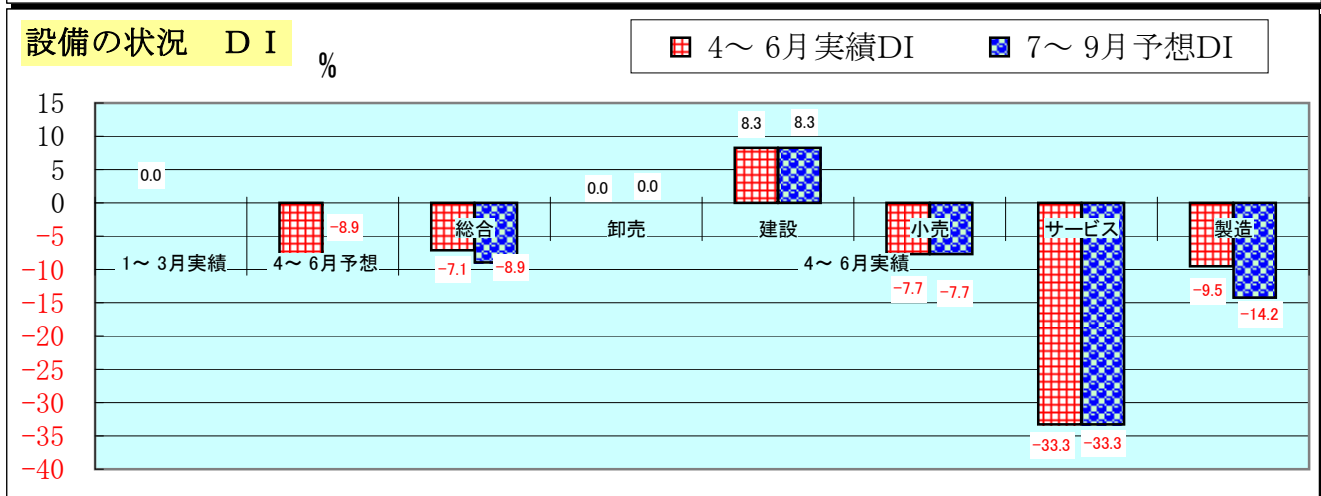 設備の状況　ＤＩ
%
4～ 6月実績DI
7～ 9月予想DI
15
10
5
0
-5
-10
-15
-20
-25
-30
-35
-40
0.0
-8.9
-7.1
-8.9
0.0
0.0
8.3
8.3
-7.7
-7.7
-33.3
-33.3
-9.5
-14.2
総合
卸売
建設
小売
サービス
製造
1～ 3月実績
4～ 6月予想
4～ 6月実績